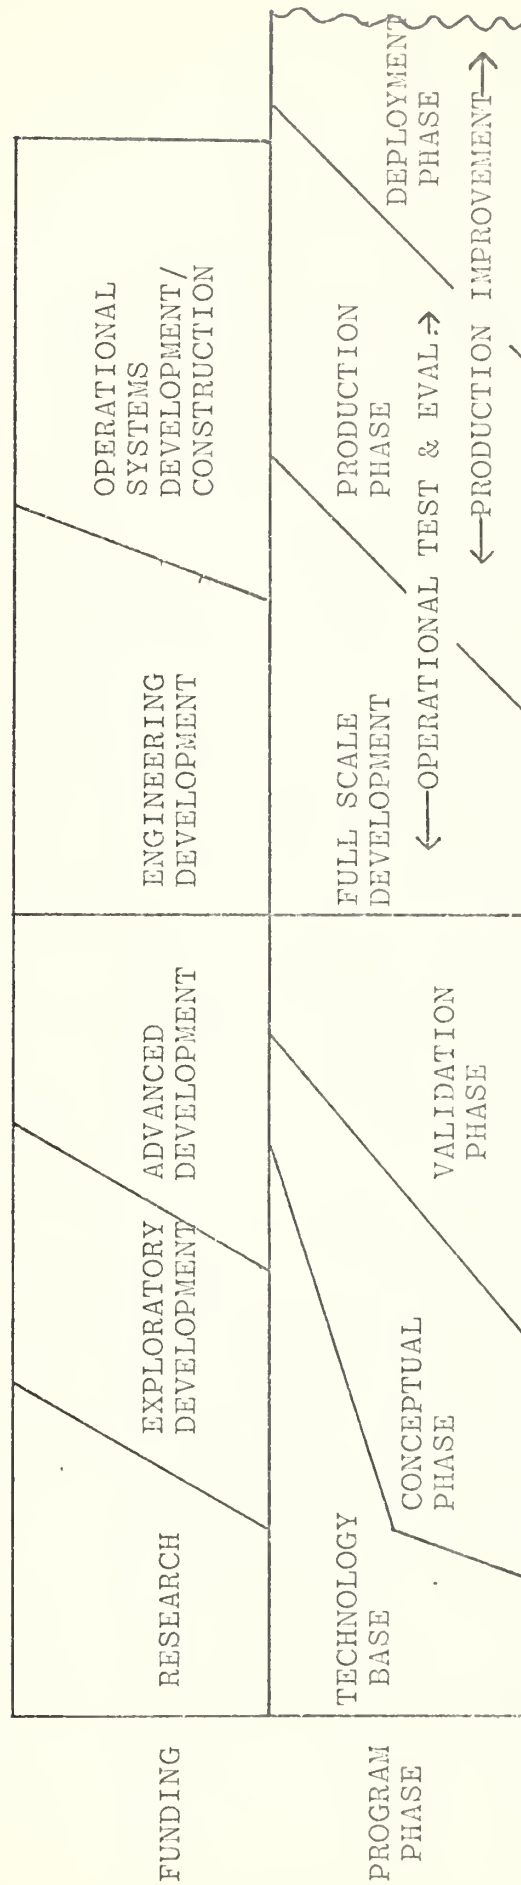 FUNDING
RESEARCH
EXPLORATORY
DEVELOPMENT
ADVANCED
DEVELOPMENT
ENGINEERING
DEVELOPMENT
OPERATIONAL
SYSTEMS
DEVELOPMENT/
CONSTRUCTION
PROGRAM
PHASE
TECHNOLOGY
BASE
CONCEPTUAL
PHASE
VALIDATION
PHASE
FULL SCALE
DEVELOPMENT
OPERATIONAL TEST & EVAL.
PRODUCTION
PHASE
PRODUCTION IMPROVEMENT
DEPLOYMENT
PHASE